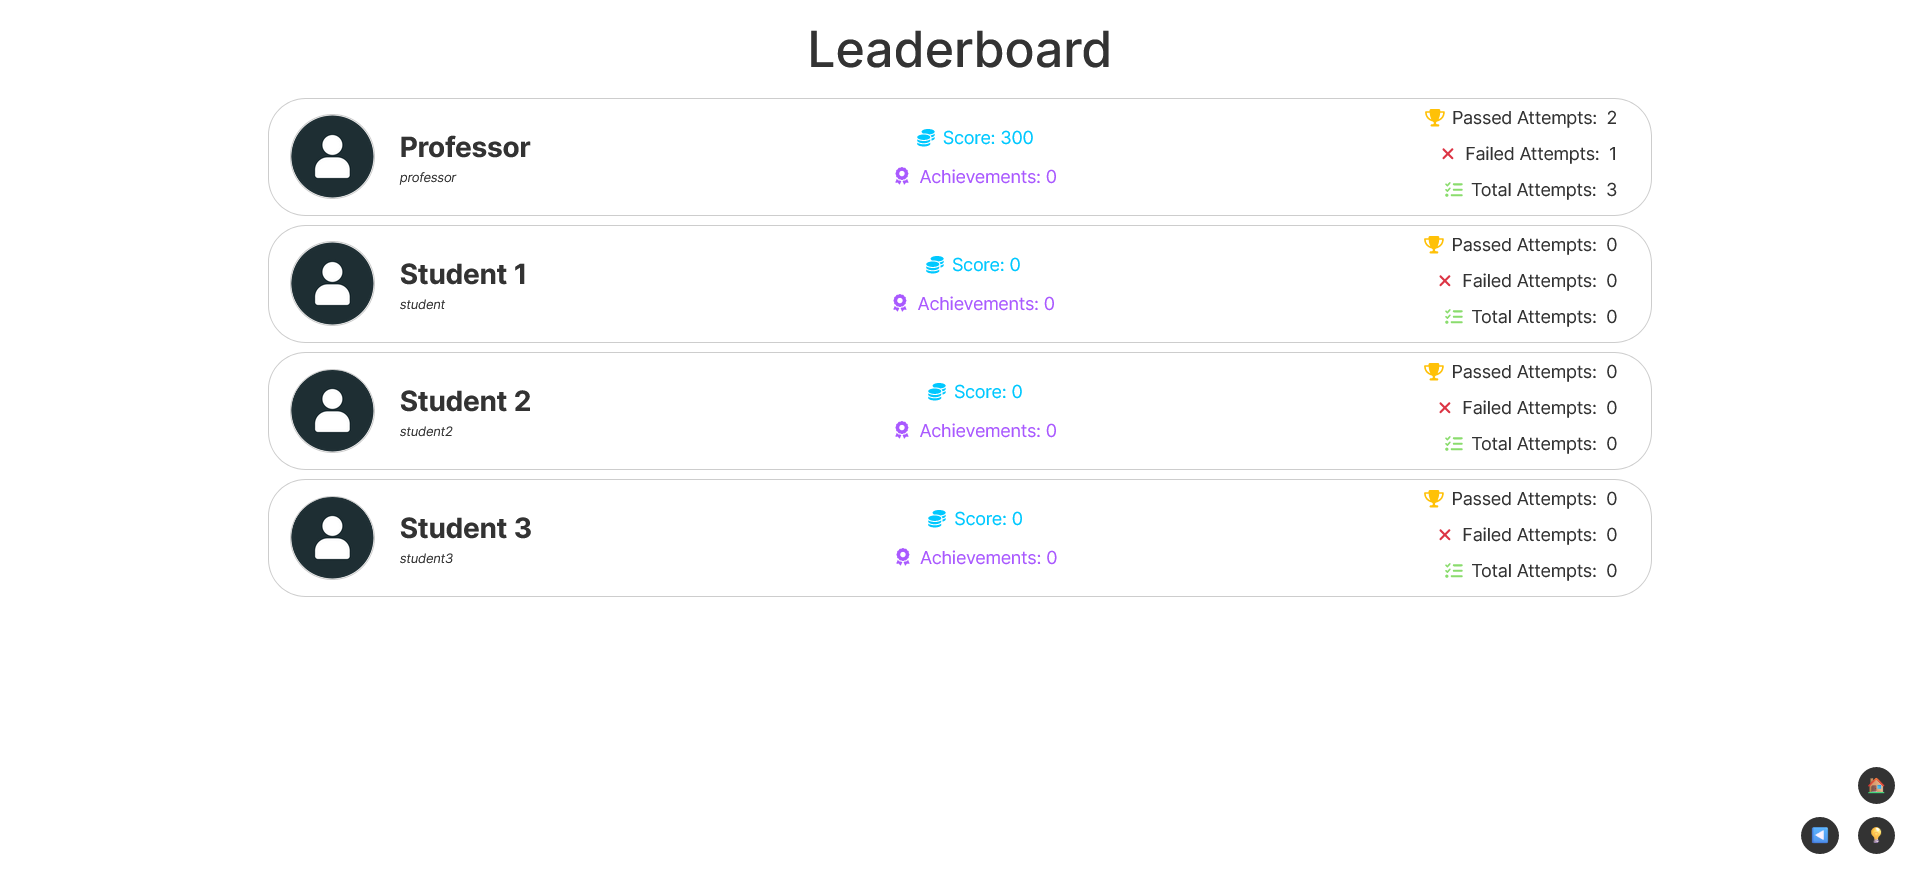 Leaderboard
Professor
professor
Score: 300
Achievements: 0
Passed Attempts: 2
Failed Attempts: 1
Total Attempts: 3
Student 1
student
Score: 0
Achievements: 0
Passed Attempts: 0
Failed Attempts: 0
Total Attempts: 0
Student 2
student2
Score: 0
Achievements: 0
Passed Attempts: 0
Failed Attempts: 0
Total Attempts: 0
Student 3
student3
Score: 0
Achievements: 0
Passed Attempts: 0
Failed Attempts: 0
Total Attempts: 0